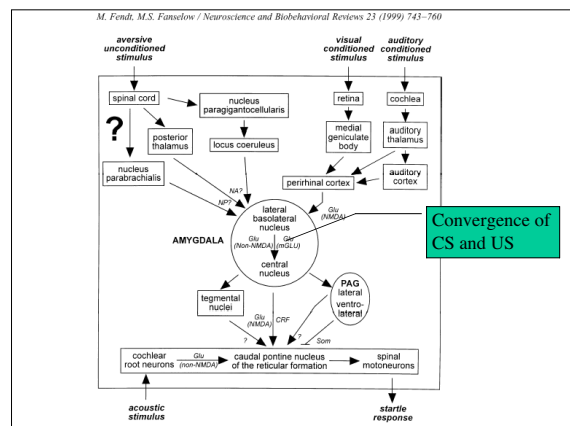 M. Fendt, M.S. Fanselow / Neuroscience and Biobehavioral Reviews 23 (1999) 743–760
aversive
unconditioned
stimulus
visual
conditioned
stimulus
auditory
conditioned
stimulus
spinal cord
nucleus
paragigantocellularis
retina
cochlea
?
posterior
thalamus
locus coeruleus
medial
geniculate
body
auditory
thalamus
nucleus
parabrachialis
perirhinal cortex
auditory
cortex
NA?
NP?
Glu
(NMDA)
lateral
basolateral
nucleus
AMYGDALA
Glu
(Non-NMDA)
Glu
(mGLU)
central
nucleus
Convergence of
CS and US
tegmental
nuclei
Glu
(NMDA)
CRF
PAG
lateral
ventro-
lateral
?
?
Som
cochlear
root neurons
Glu
(non-NMDA)
caudal pontine nucleus
of the reticular formation
spinal
motoneurons
acoustic
stimulus
startle
response